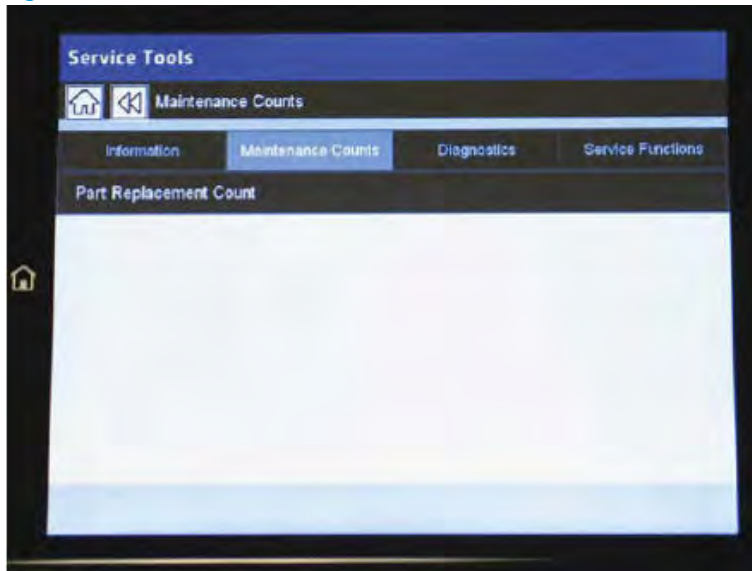 Service Tools
Maintenance Counts
Information Maintenance Counts Diagnostics Service Functions
Part Replacement Count